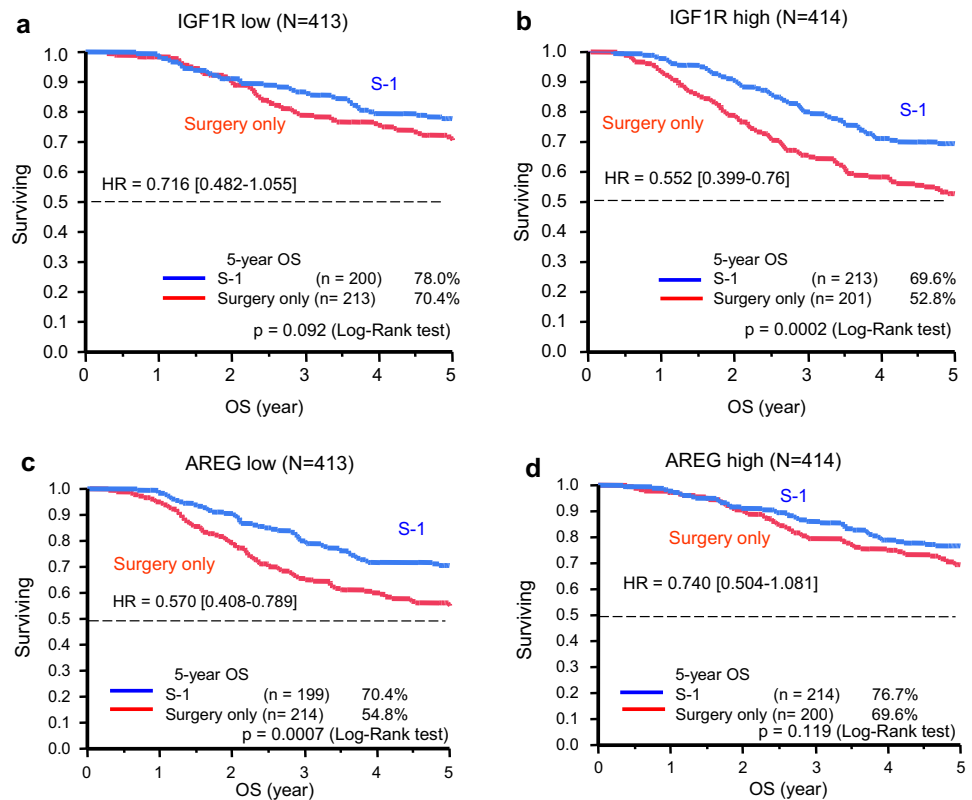 a
IGF1R low (N=413)
1.0
0.9
0.8
0.7
0.6
0.5
0.4
0.3
0.2
0.1
0.0
Surviving
S-1
Surgery only
HR = 0.716 [0.482-1.055]
5-year OS
S-1 (n = 200) 78.0%
Surgery only (n= 213) 70.4%
p = 0.092 (Log-Rank test)
0 1 2 3 4 5
OS (year)
b
IGF1R high (N=414)
1.0
0.9
0.8
0.7
0.6
0.5
0.4
0.3
0.2
0.1
0.0
Surviving
S-1
Surgery only
HR = 0.552 [0.399-0.76]
5-year OS
S-1 (n = 213) 69.6%
Surgery only (n= 201) 52.8%
p = 0.0002 (Log-Rank test)
0 1 2 3 4 5
OS (year)
c
AREG low (N=413)
1.0
0.9
0.8
0.7
0.6
0.5
0.4
0.3
0.2
0.1
0.0
Surviving
S-1
Surgery only
HR = 0.570 [0.408-0.789]
5-year OS
S-1 (n = 199) 70.4%
Surgery only (n= 214) 54.8%
p = 0.0007 (Log-Rank test)
0 1 2 3 4 5
OS (year)
d
AREG high (N=414)
1.0
0.9
0.8
0.7
0.6
0.5
0.4
0.3
0.2
0.1
0.0
Surviving
S-1
Surgery only
HR = 0.740 [0.504-1.081]
5-year OS
S-1 (n = 214) 76.7%
Surgery only (n= 200) 69.6%
p = 0.119 (Log-Rank test)
0 1 2 3 4 5
OS (year)